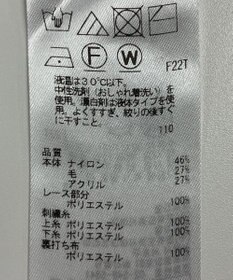 F W F22T
液温は30℃以下。
中性洗剤(おしゃれ着洗い)を
使用。漂白剤は液体タイプを使
用。よくすすぎ、絞りの後すぐ
に干すこと。
110
品質
本体 ナイロン 46%
毛 27%
アクリル 27%
レース部分
ポリエステル 100%
刺繍糸
上糸 ポリエステル 100%
下糸 ポリエステル 100%
裏打ち布
ポリエステル 100%